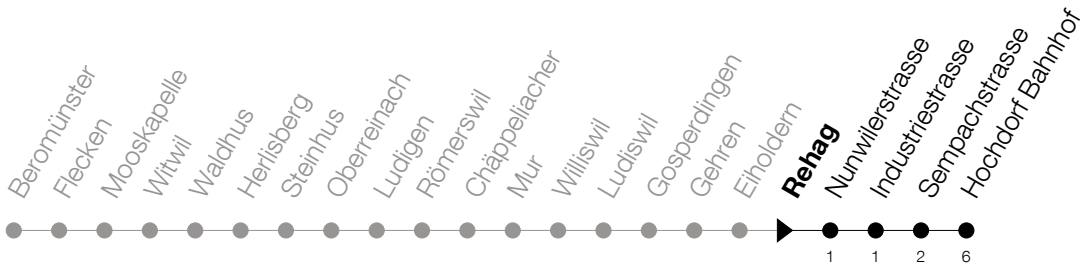 Beromünster
Flecken
Mooskapelle
Witwil
Waldhus
Herlisberg
Steinhus
Oberreinach
Ludigen
Römerswil
Chäppeliacher
Mur
Williswil
Ludiswil
Gosperdingen
Gehren
Eiholdern
Rehag
Nunwilerstrasse
Industriestrasse
Sempachstrasse
Hochdorf Bahnhof
1 1 2 6